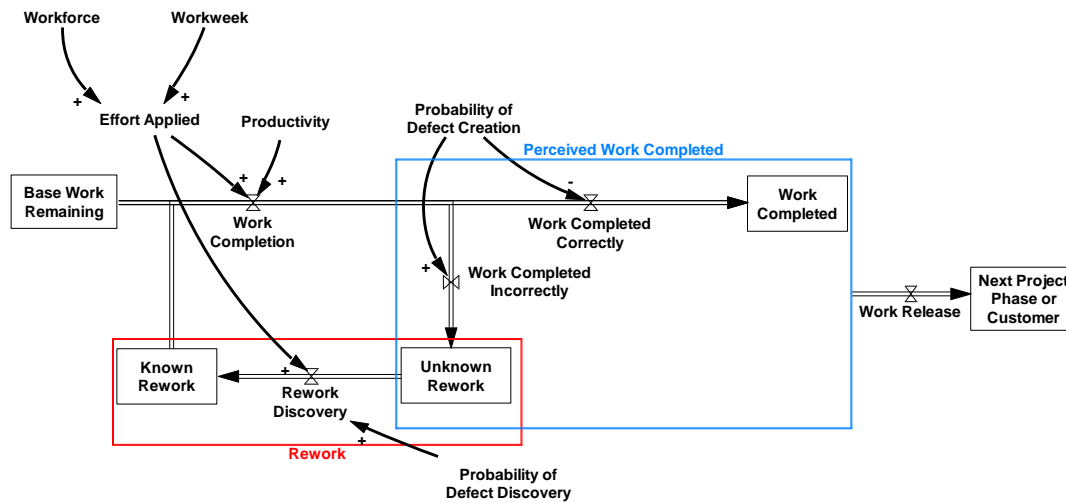 Workforce
Workweek
+
+
Effort Applied
Productivity
Probability of
Defect Creation
Perceived Work Completed
Base Work
Remaining
+
+
-
Work
Completion
Work Completed
Correctly
Work
Completed
+
Work Completed
Incorrectly
Next Project
Phase or
Customer
Work Release
Known
Rework
+
Rework
Discovery
Unknown
Rework
+
Rework
Probability of
Defect Discovery